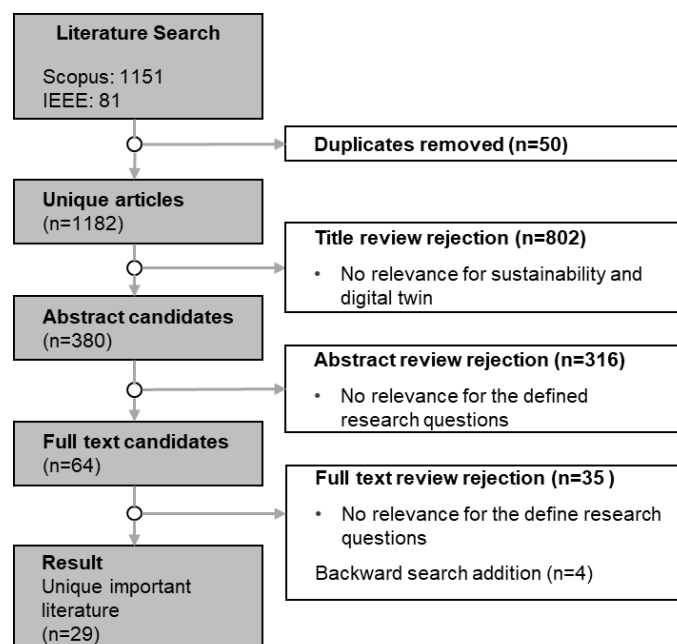 Literature Search
Scopus: 1151
IEEE: 81
Duplicates removed (n=50)
Unique articles
(n=1182)
Title review rejection (n=802)
• No relevance for sustainability and
digital twin
Abstract candidates
(n=380)
Abstract review rejection (n=316)
• No relevance for the defined
research questions
Full text candidates
(n=64)
Full text review rejection (n=35 )
• No relevance for the define research
questions
Backward search addition (n=4)
Result
Unique important
literature
(n=29)